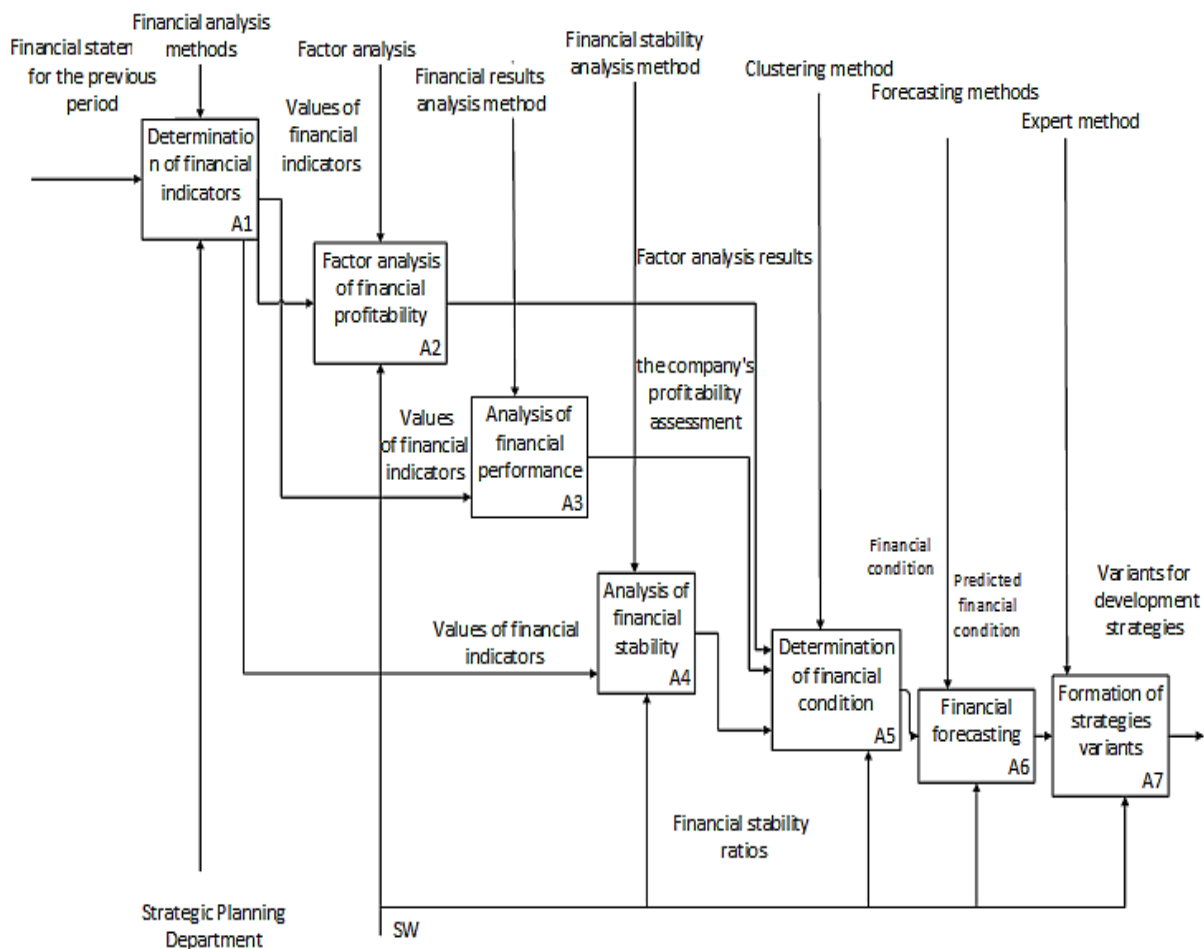 Financial analysis
methods
Financial staten
for the previous
period
Factor analysis
Financial stability
analysis method
Financial results
analysis method
Clustering method
Forecasting methods
Expert method
Values of
financial
indicators
Determinatio
n of financial
indicators
A1
Factor analysis
of financial
profitability
A2
Factor analysis results
the company's
profitability
assessment
Values
of financial
indicators
Analysis of
financial
performance
A3
Financial
condition
Predicted
financial
condition
Variants for
development
strategies
Values of financial
indicators
Analysis of
financial
stability
A4
Determination
of financial
condition
A5
Financial
forecasting
A6
Formation of
strategies
variants
A7
Financial stability
ratios
Strategic Planning
Department
SW